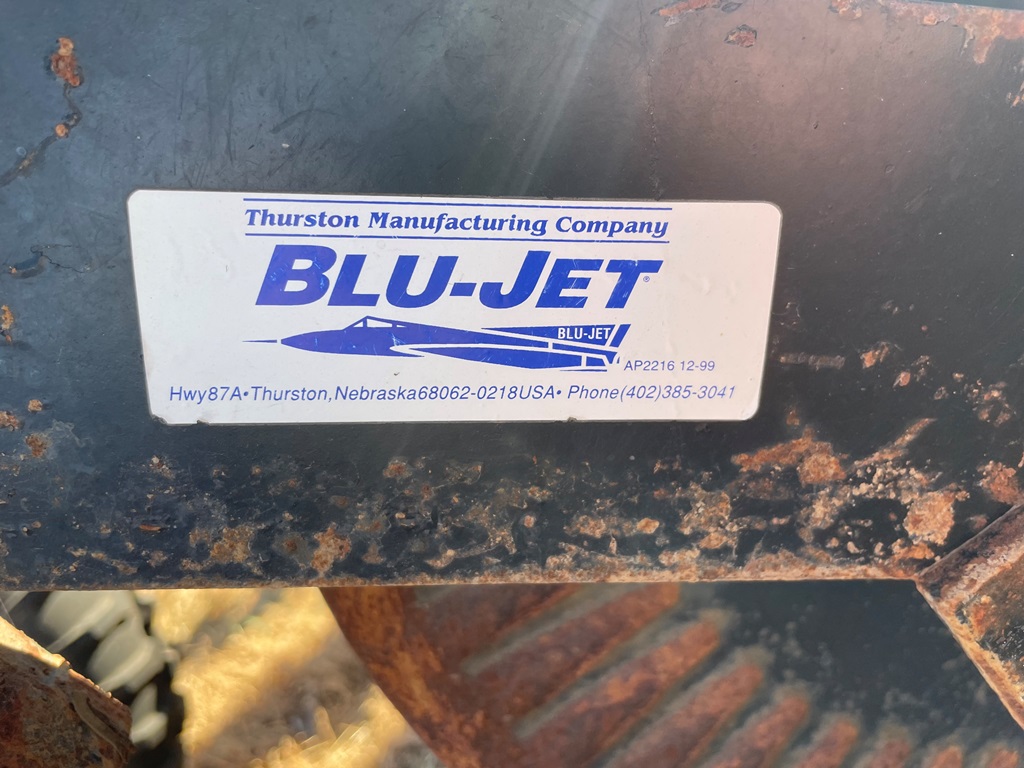 Thurston Manufacturing Company
BLU-JET®
BLU-JET
AP2216 12-99
Hwy87A•Thurston,Nebraska68062-0218USA• Phone(402)385-3041